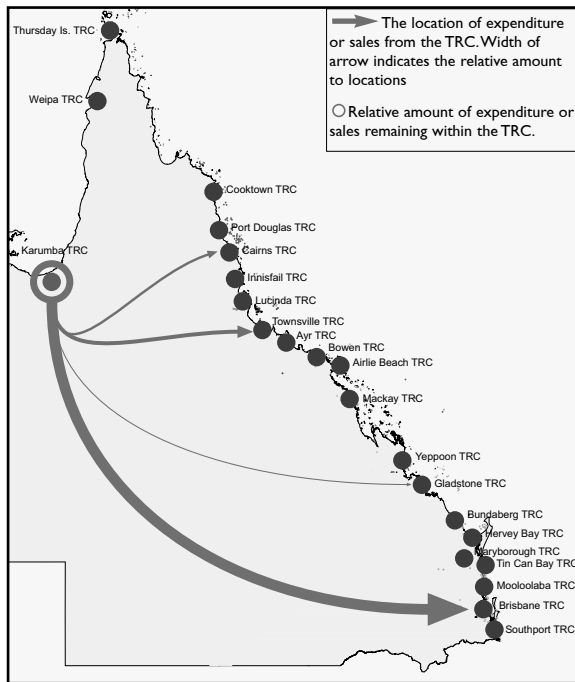 The location of expenditure
or sales from the TRC. Width of
arrow indicates the relative amount
to locations
Relative amount of expenditure or
sales remaining within the TRC.
Thursday Is. TRC
Weipa TRC
Cooktown TRC
Port Douglas TRC
Karumba TRC
Cairns TRC
Innisfail TRC
Lucinda TRC
Townsville TRC
Ayr TRC
Bowen TRC
Airlie Beach TRC
Mackay TRC
Yeppoon TRC
Gladstone TRC
Bundaberg TRC
Hervey Bay TRC
aryborough TRC
Tin Can Bay TRC
Mooloolaba TRC
Brisbane TRC
Southport TRC